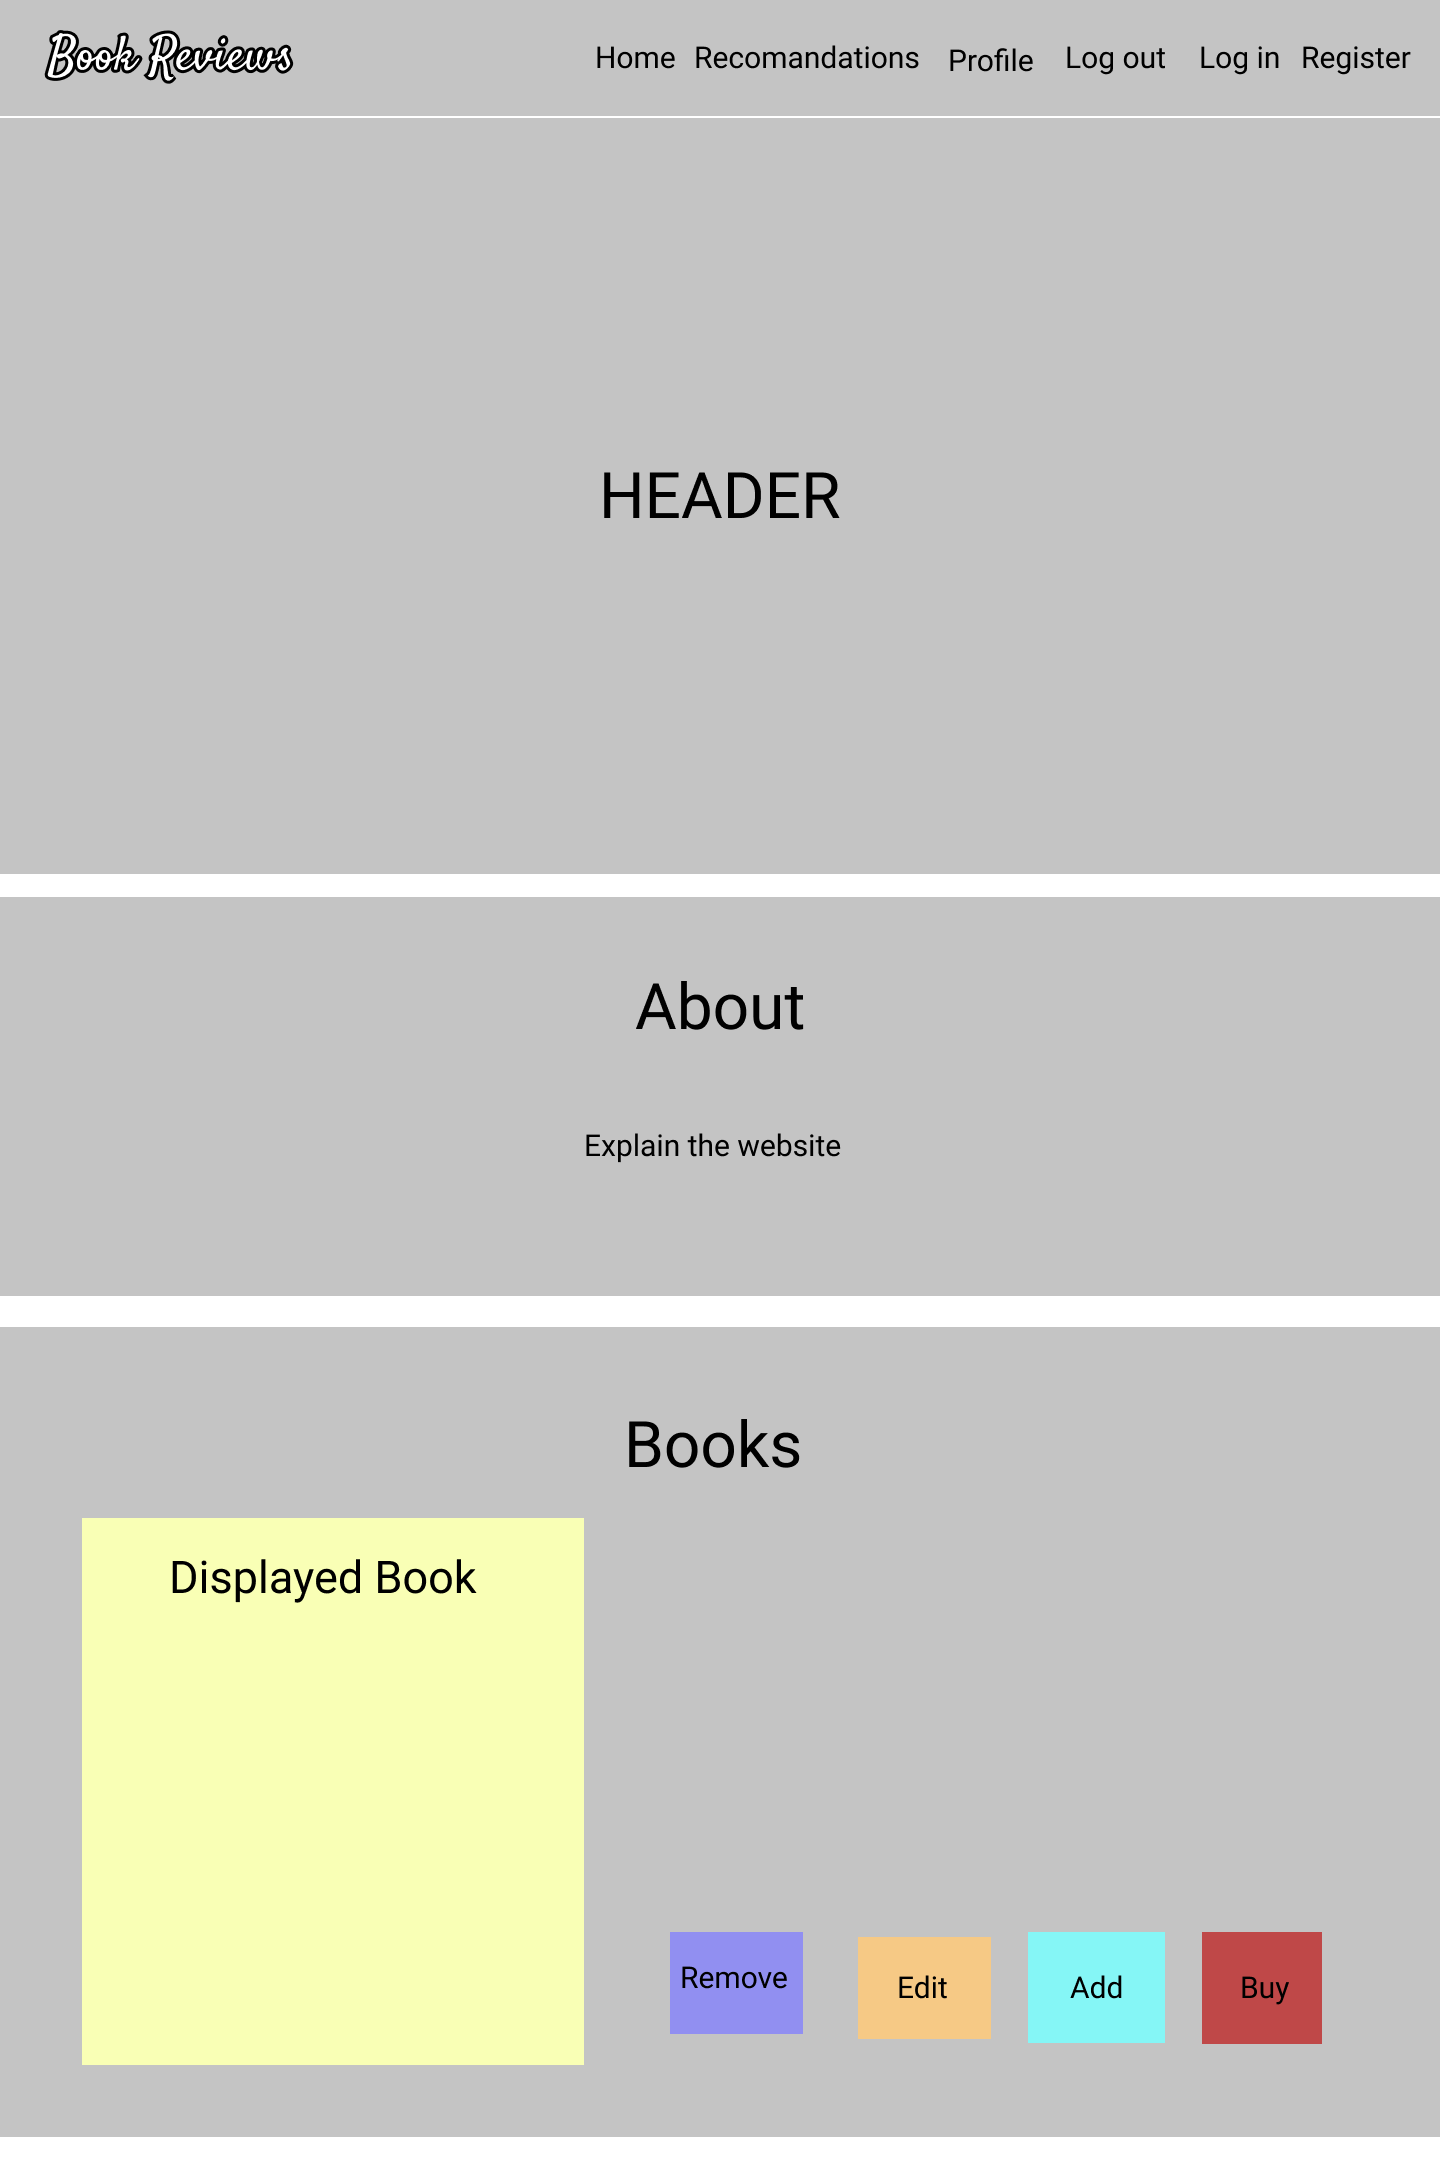 Book Reviews Home Recomandations Profile Log out Log in Register
HEADER
About
Explain the website
Books
Displayed Book
Remove Edit Add Buy